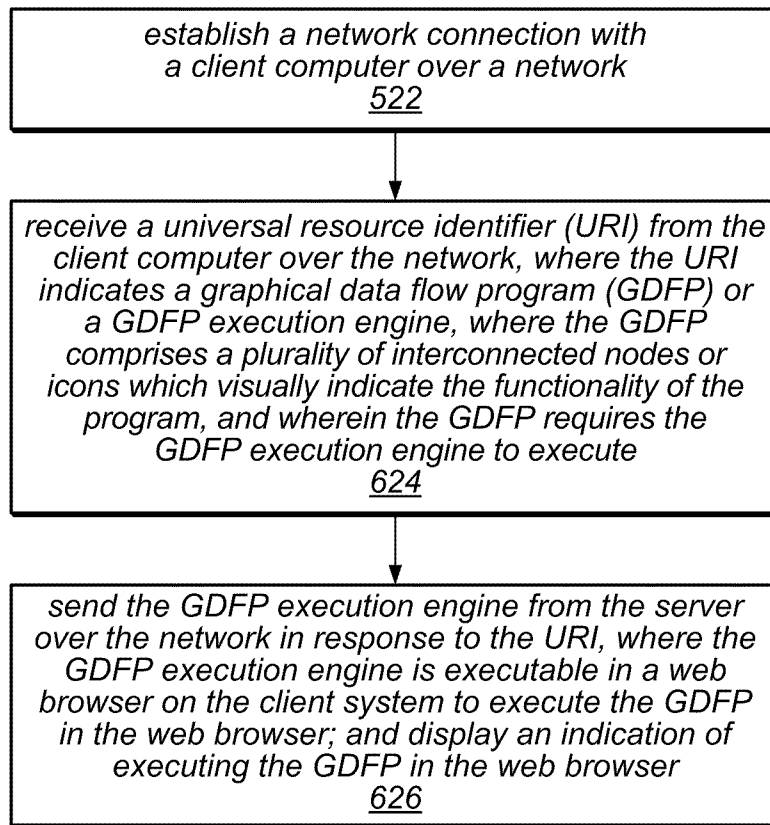 establish a network connection with
a client computer over a network
522
receive a universal resource identifier (URI) from the
client computer over the network, where the URI
indicates a graphical data flow program (GDFP) or
a GDFP execution engine, where the GDFP
comprises a plurality of interconnected nodes or
icons which visually indicate the functionality of the
program, and wherein the GDFP requires the
GDFP execution engine to execute
624
send the GDFP execution engine from the server
over the network in response to the URI, where the
GDFP execution engine is executable in a web
browser on the client system to execute the GDFP
in the web browser; and display an indication of
executing the GDFP in the web browser
626